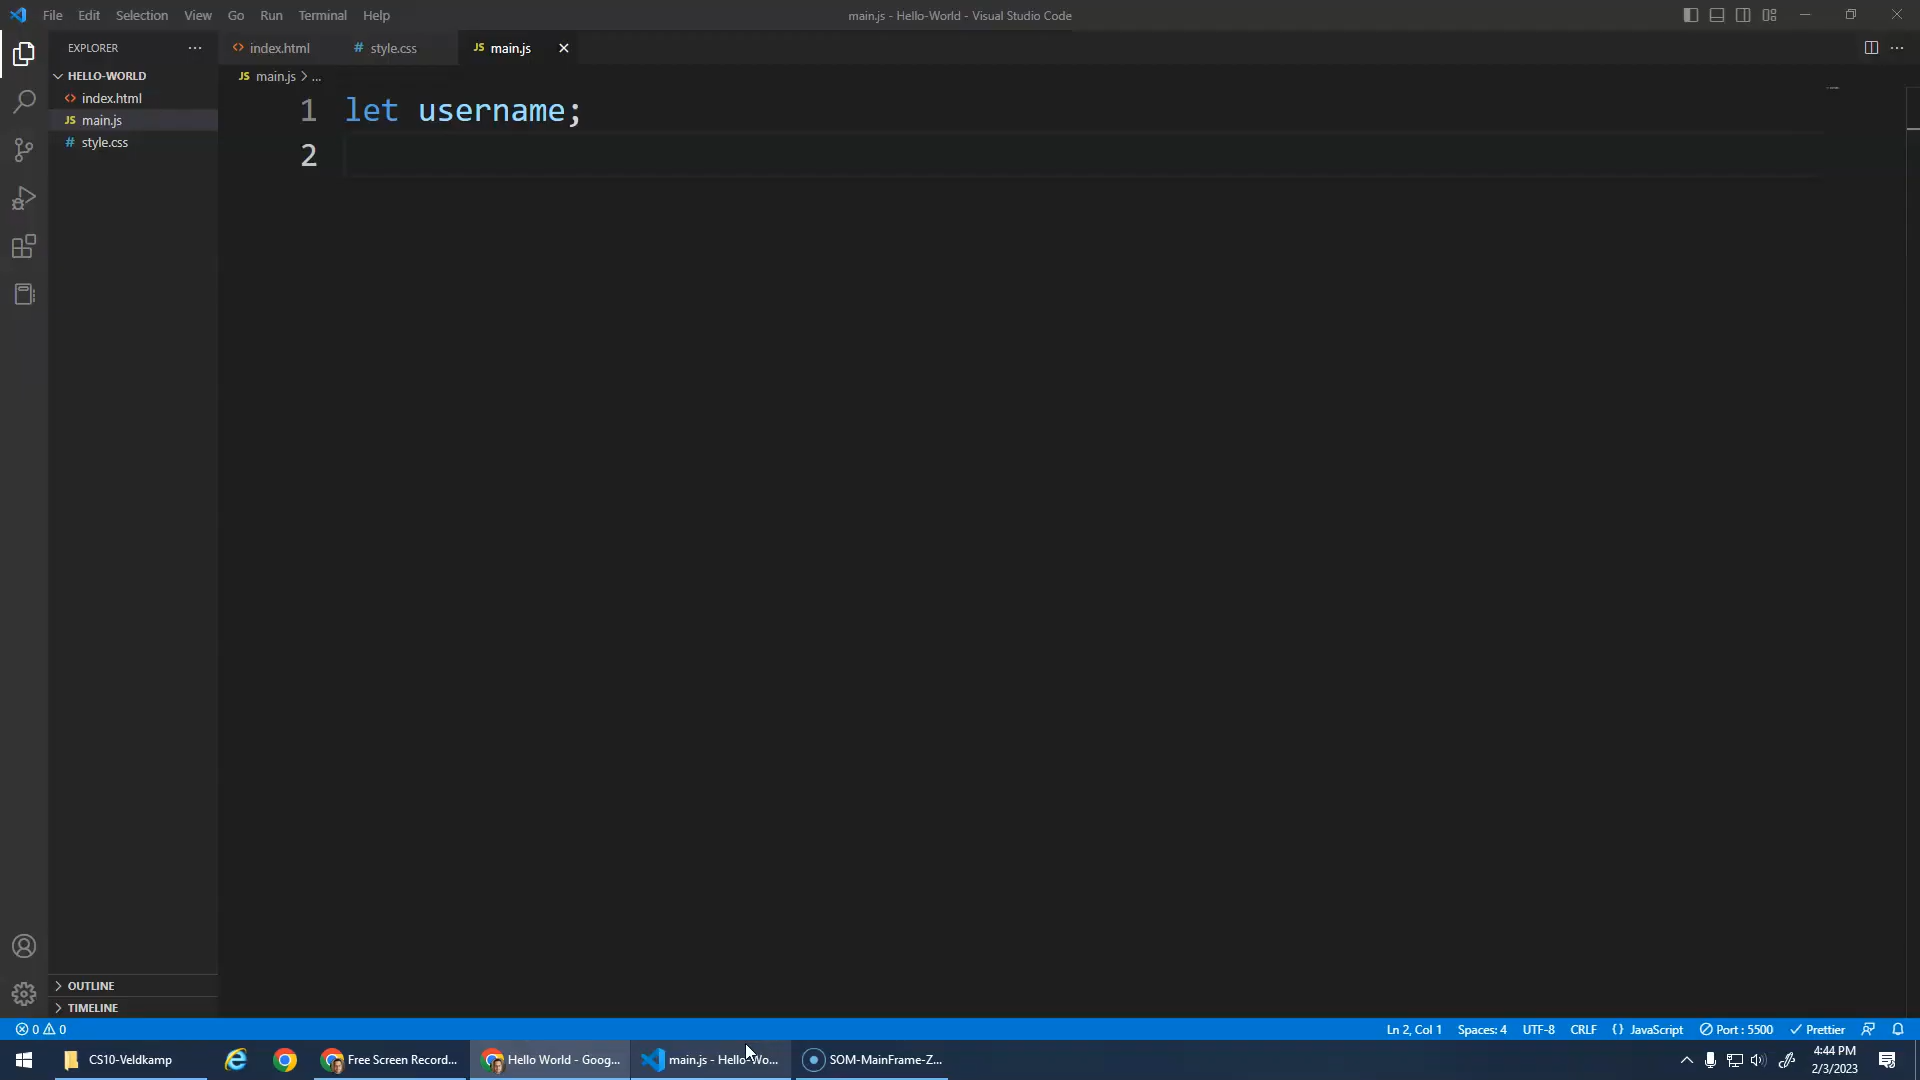 File Edit Selection View Go Run Terminal Help
main.js - Hello-World - Visual Studio Code
EXPLORER
index.html
# style.css
JS main.js
HELLO-WORLD
JS main.js > ...
index.html
JS main.js
# style.css
1 let username;
2
OUTLINE
TIMELINE
0 0
Ln 2, Col 1 Spaces: 4 UTF-8 CRLF {} JavaScript Port : 5500 Prettier
CS10-Veldkamp
Free Screen Record...
Hello World - Goog...
main.js - Hello-Wo...
SOM-MainFrame-Z...
4:44 PM
2/3/2023